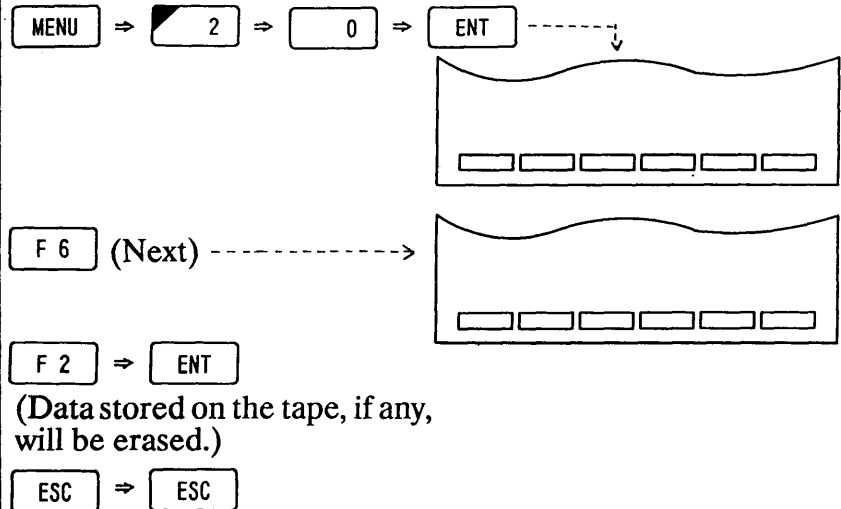 MENU ⇒ 2 ⇒ 0 ⇒ ENT
F 6 (Next)
F 2 ⇒ ENT
(Data stored on the tape, if any,
will be erased.)
ESC ⇒ ESC